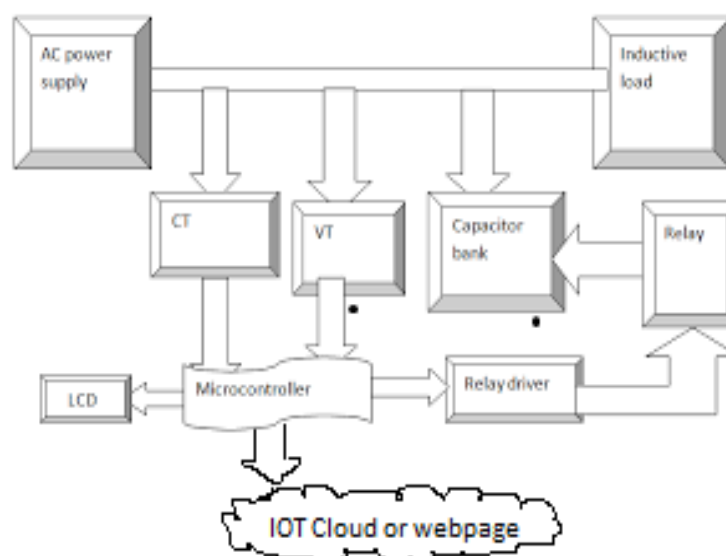 AC power
supply
Inductive
load
CT
VT
Capacitor
bank
Relay
LCD
Microcontroller
Relay driver
IOT Cloud or webpage